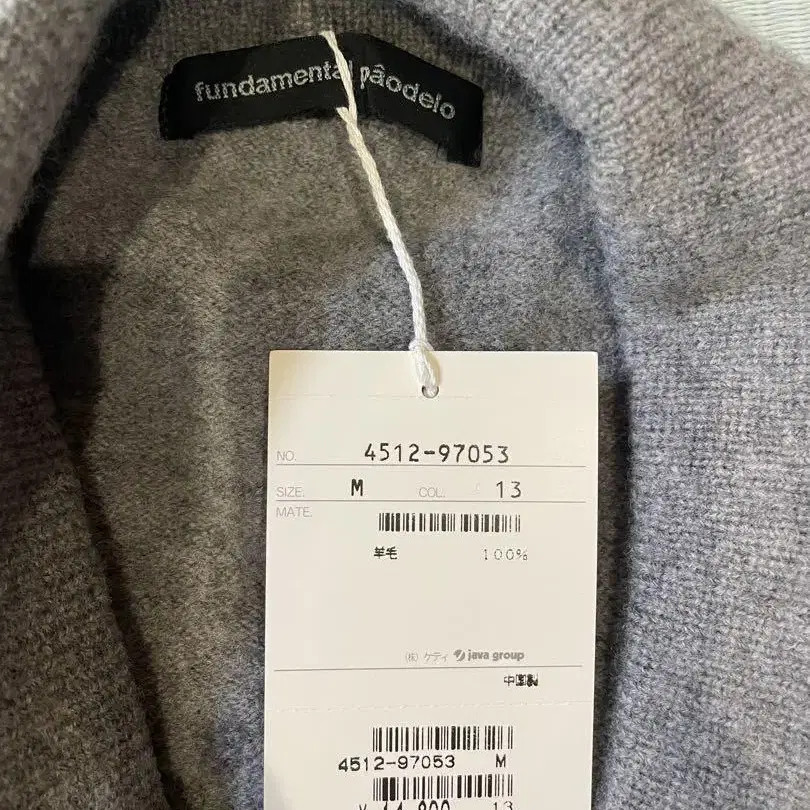 fundamental pâodelo
NO. 4512-97053
SIZE. M COL. 13
MATE.
羊毛 100%
(株) ケティ java group
中国製
4512-97053 M
13